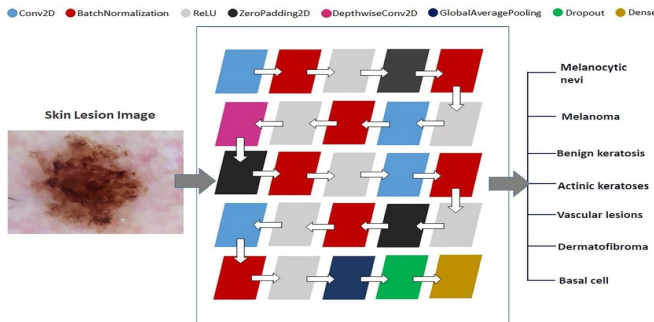 Conv2D BatchNormalization ReLU ZeroPadding2D DepthwiseConv2D GlobalAveragePooling Dropout Dense
Skin Lesion Image
Melanocytic
nevi
Melanoma
Benign keratosis
Actinic keratoses
Vascular lesions
Dermatofibroma
Basal cell